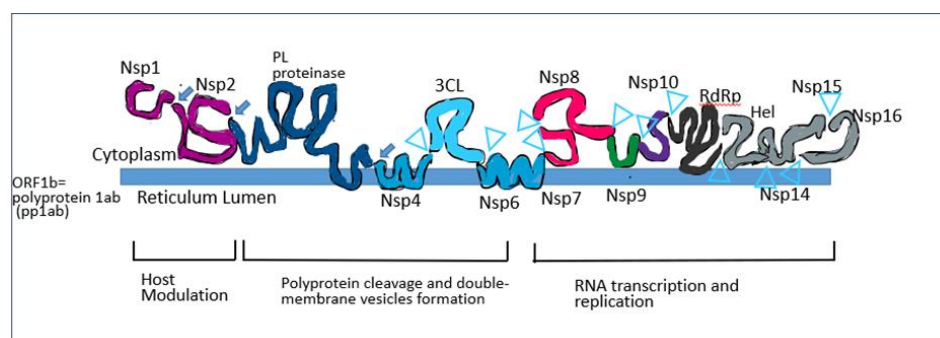 Nsp1
Nsp2
PL
proteinase
3CL
Nsp8
Nsp10
RdRp
Hel
Nsp15
Nsp16
Cytoplasm
ORF1b=
polyprotein 1ab
(pp1ab)
Reticulum Lumen
Nsp4
Nsp6
Nsp7
Nsp9
Nsp14
Host
Modulation
Polyprotein cleavage and double-
membrane vesicles formation
RNA transcription and
replication